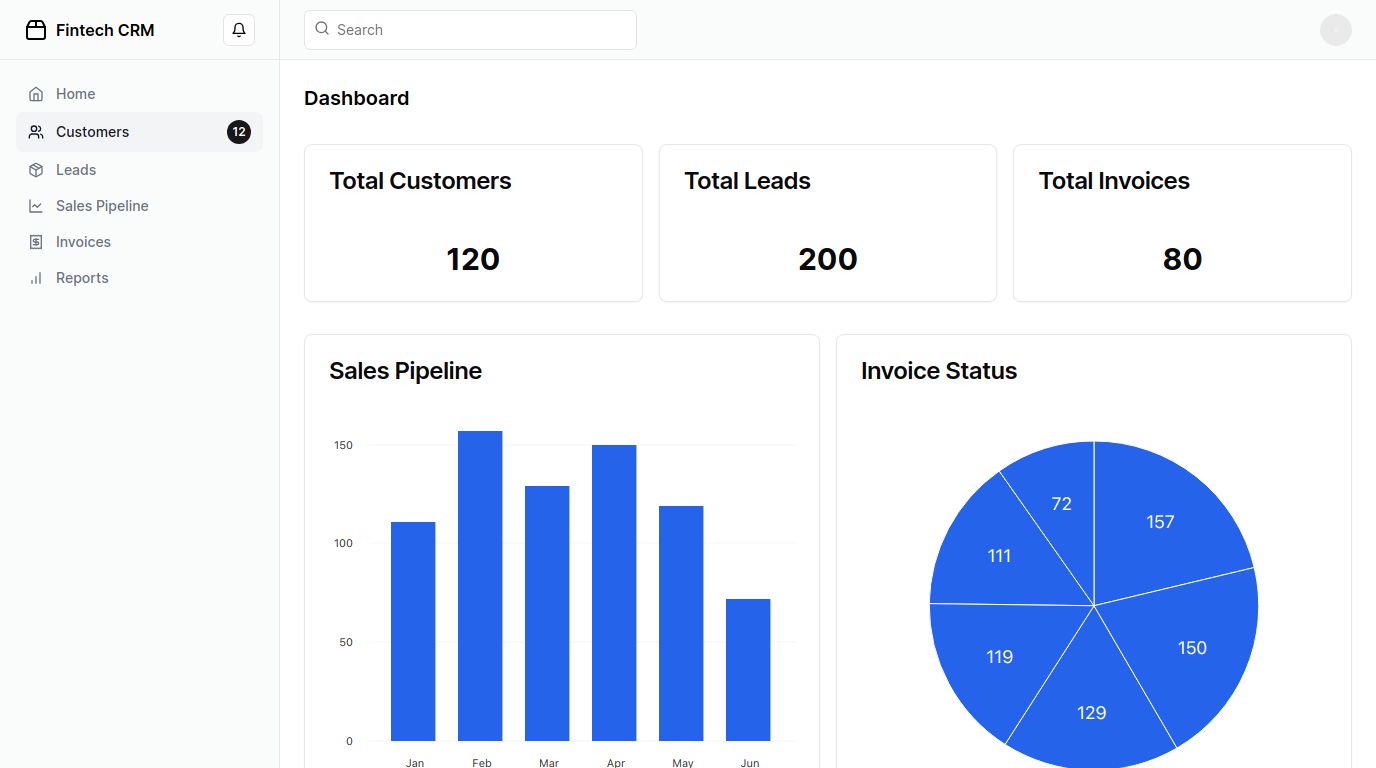 Fintech CRM
Search
Home
Customers 12
Leads
Sales Pipeline
Invoices
Reports
Dashboard
Total Customers
120
Total Leads
200
Total Invoices
80
Sales Pipeline
150
100
50
0
Jan Feb Mar Apr May Jun
Invoice Status
72
157
111
150
119
129